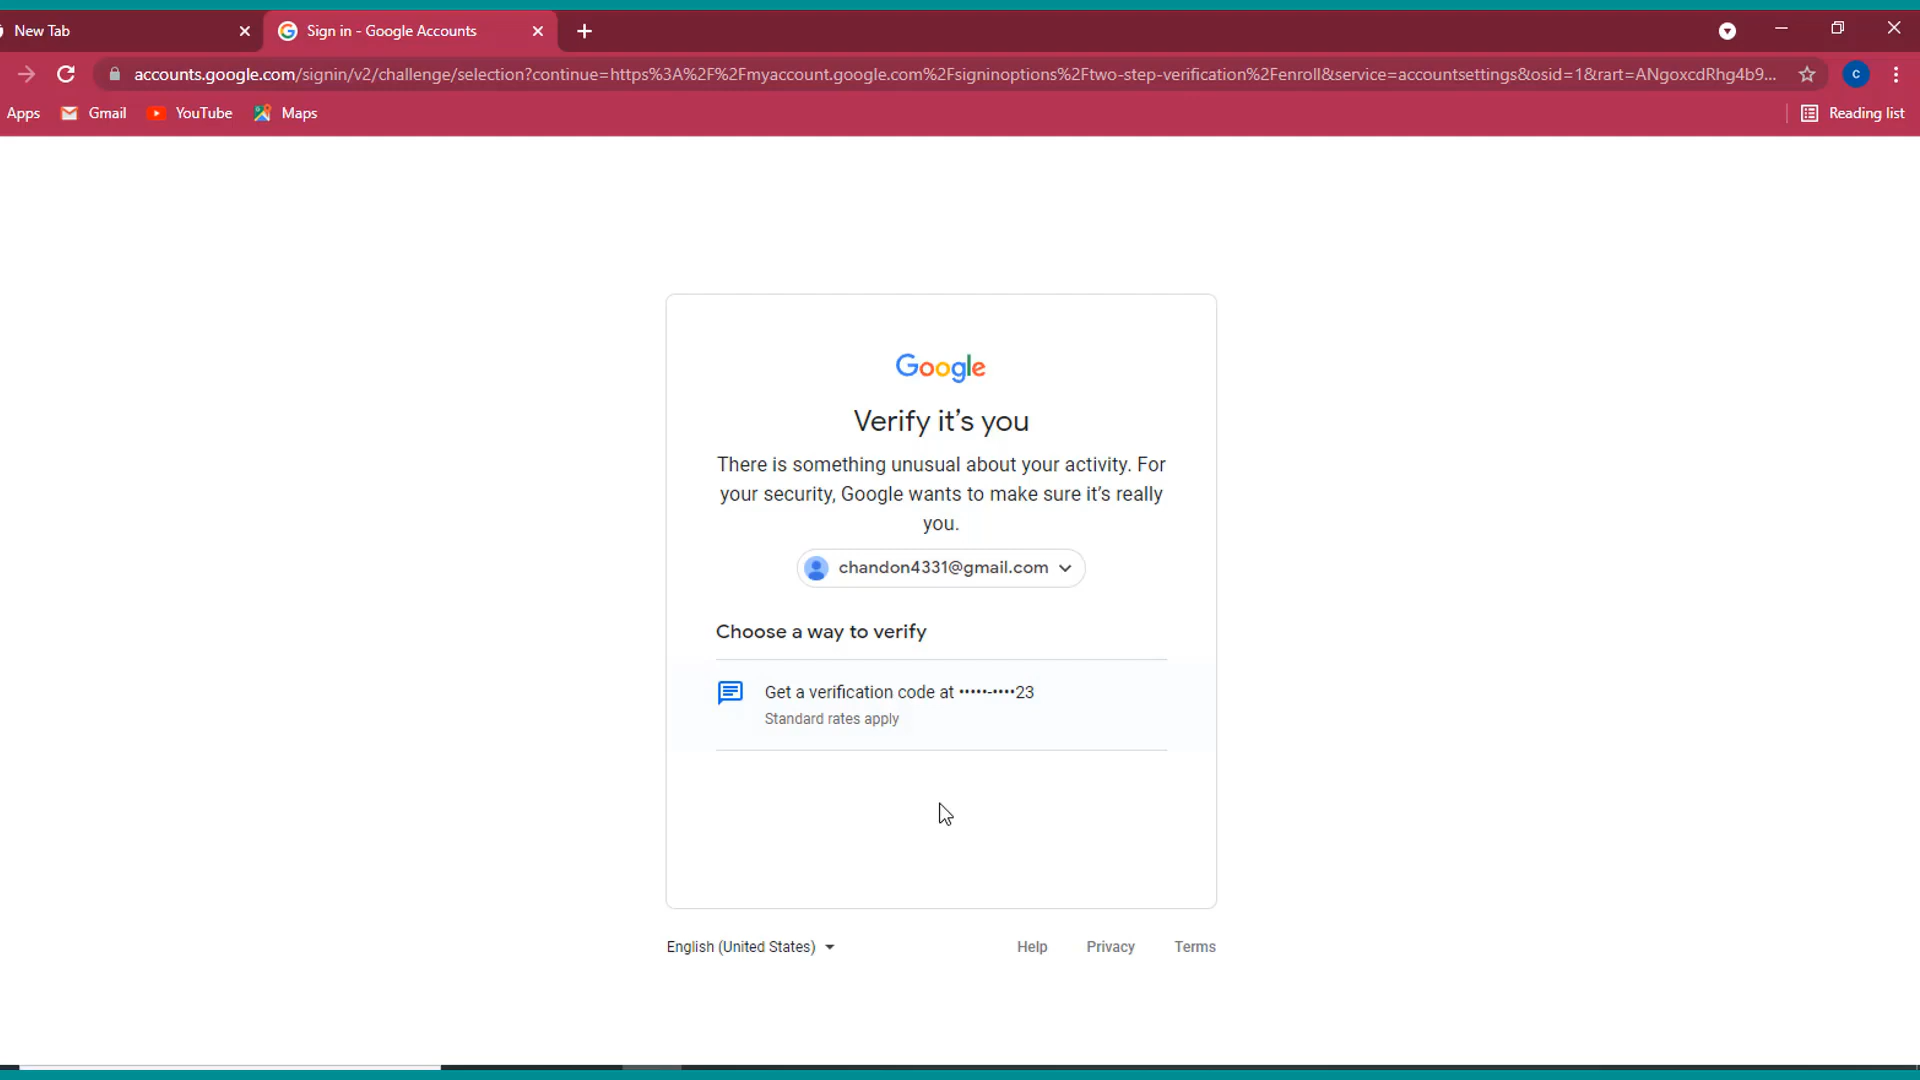 New Tab
Sign in - Google Accounts
accounts.google.com/signin/v2/challenge/selection?continue=https%3A%2F%2Fmyaccount.google.com%2Fsigninoptions%2Ftwo-step-verification%2Fenroll&service=accountsettings&osid=1&rart=ANgoxcdRhg4b9...
C
Apps
Gmail
YouTube
Maps
Reading list
Google
Verify it's you
There is something unusual about your activity. For
your security, Google wants to make sure it's really
you.
chandon4331@gmail.com
Choose a way to verify
Get a verification code at •••••-••••23
Standard rates apply
English (United States)
Help
Privacy
Terms